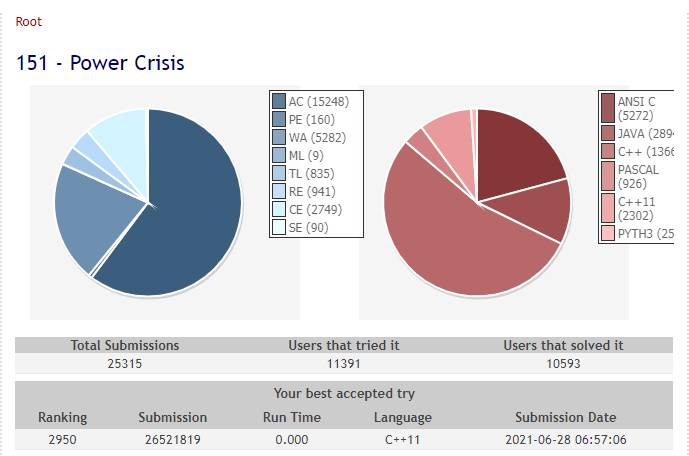 Root
151 - Power Crisis
AC (15248)
PE (160)
WA (5282)
ML (9)
TL (835)
RE (941)
CE (2749)
SE (90)
ANSI C
(5272)
JAVA
C++
PASCAL
(926)
C++11
(2302)
PYTH3
Total Submissions Users that tried it Users that solved it
25315 11391 10593
Your best accepted try
Ranking Submission Run Time Language Submission Date
2950 26521819 0.000 C++11 2021-06-28 06:57:06